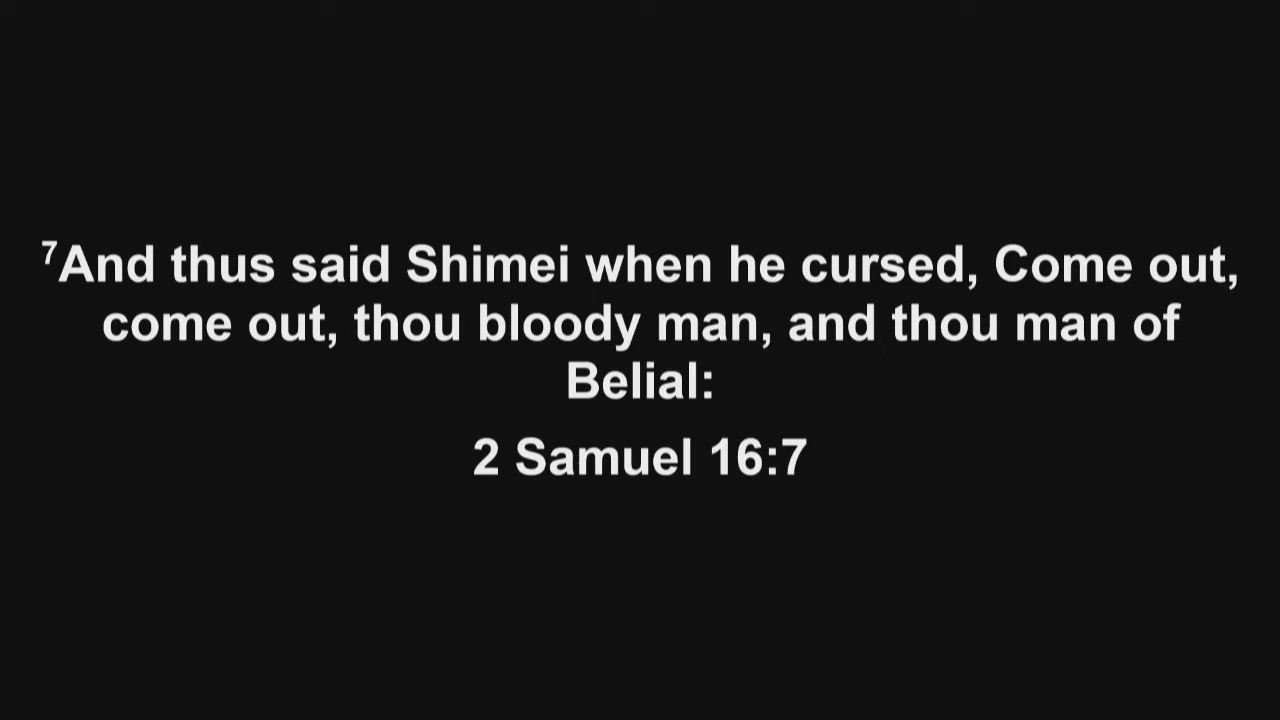 ⁷And thus said Shimei when he cursed, Come out,
come out, thou bloody man, and thou man of
Belial:
2 Samuel 16:7